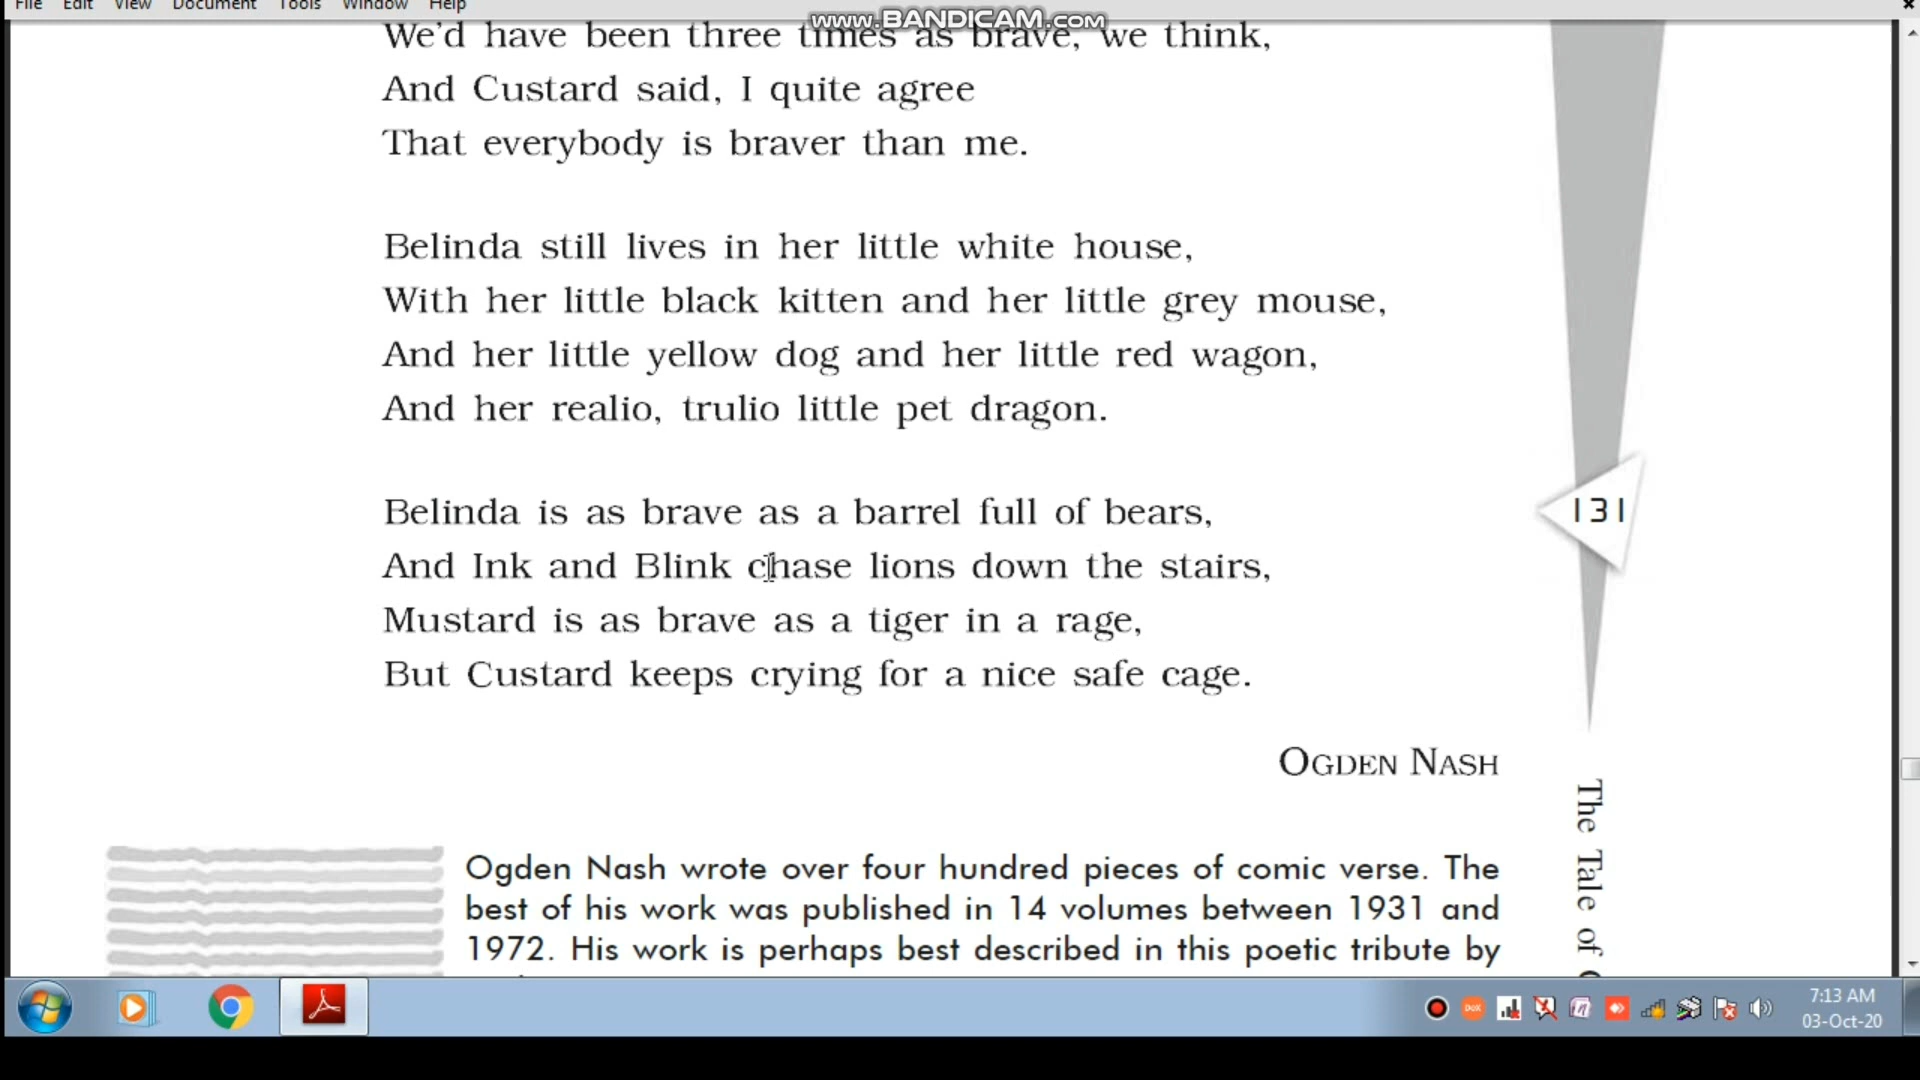 File Edit View Document Tools Window Help
www.BANDICAM.com
We'd have been three times as brave, we think,
And Custard said, I quite agree
That everybody is braver than me.
Belinda still lives in her little white house,
With her little black kitten and her little grey mouse,
And her little yellow dog and her little red wagon,
And her realio, trulio little pet dragon.
Belinda is as brave as a barrel full of bears,
And Ink and Blink chase lions down the stairs,
Mustard is as brave as a tiger in a rage,
But Custard keeps crying for a nice safe cage.
131
OGDEN NASH
The Tale of
Ogden Nash wrote over four hundred pieces of comic verse. The
best of his work was published in 14 volumes between 1931 and
1972. His work is perhaps best described in this poetic tribute by
7:13 AM
03-Oct-20